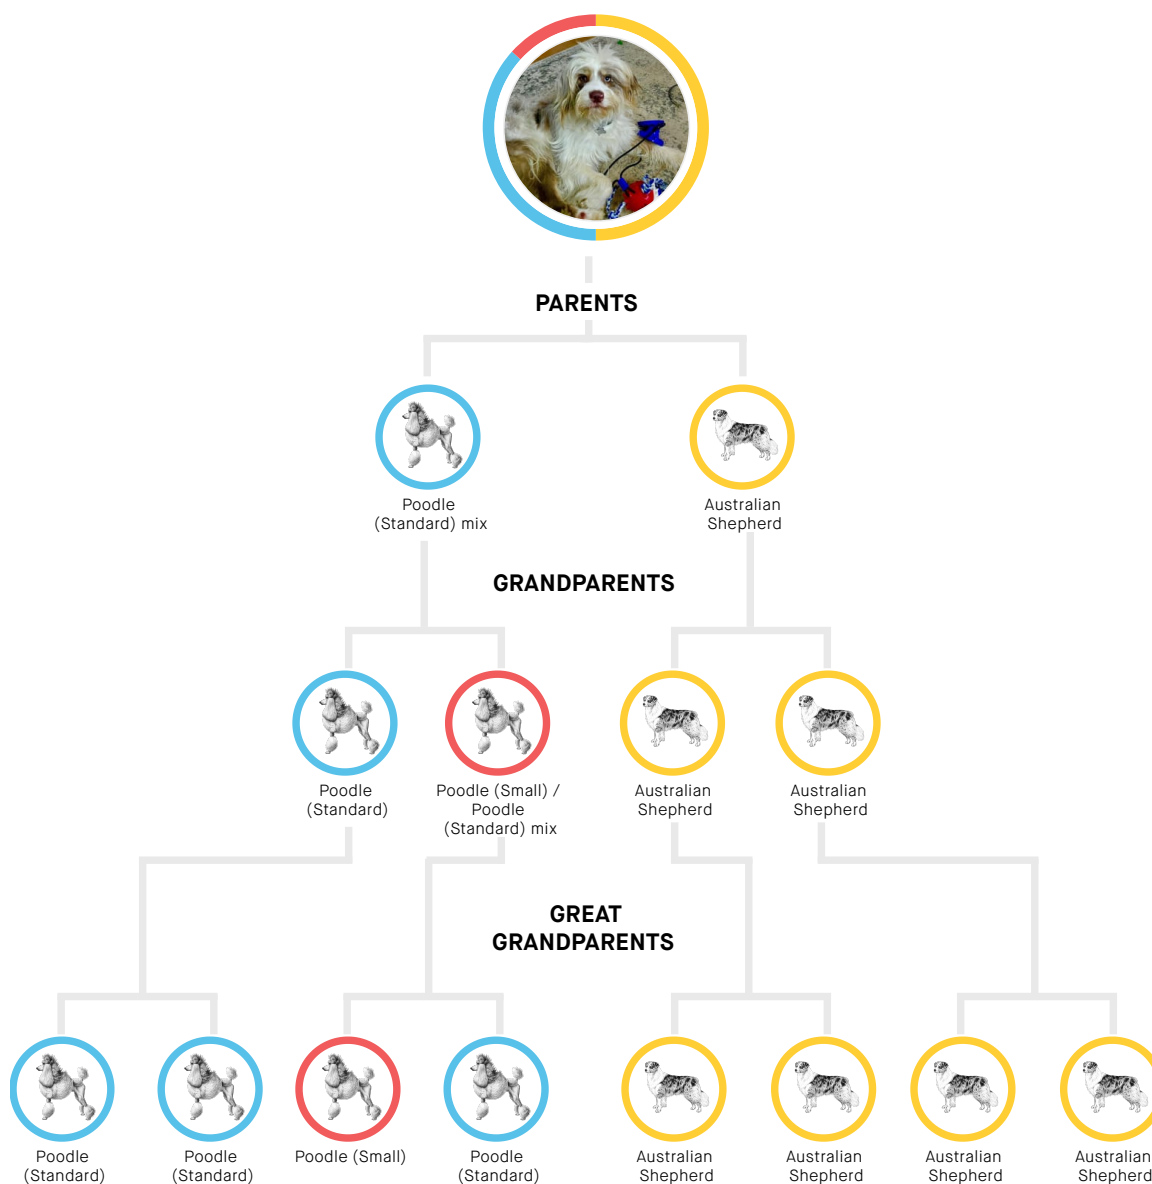 PARENTS
Poodle
(Standard) mix
Australian
Shepherd
GRANDPARENTS
Poodle
(Standard)
Poodle (Small) /
Poodle
(Standard) mix
Australian
Shepherd
Australian
Shepherd
GREAT
GRANDPARENTS
Poodle
(Standard)
Poodle
(Standard)
Poodle (Small)
Poodle
(Standard)
Australian
Shepherd
Australian
Shepherd
Australian
Shepherd
Australian
Shepherd